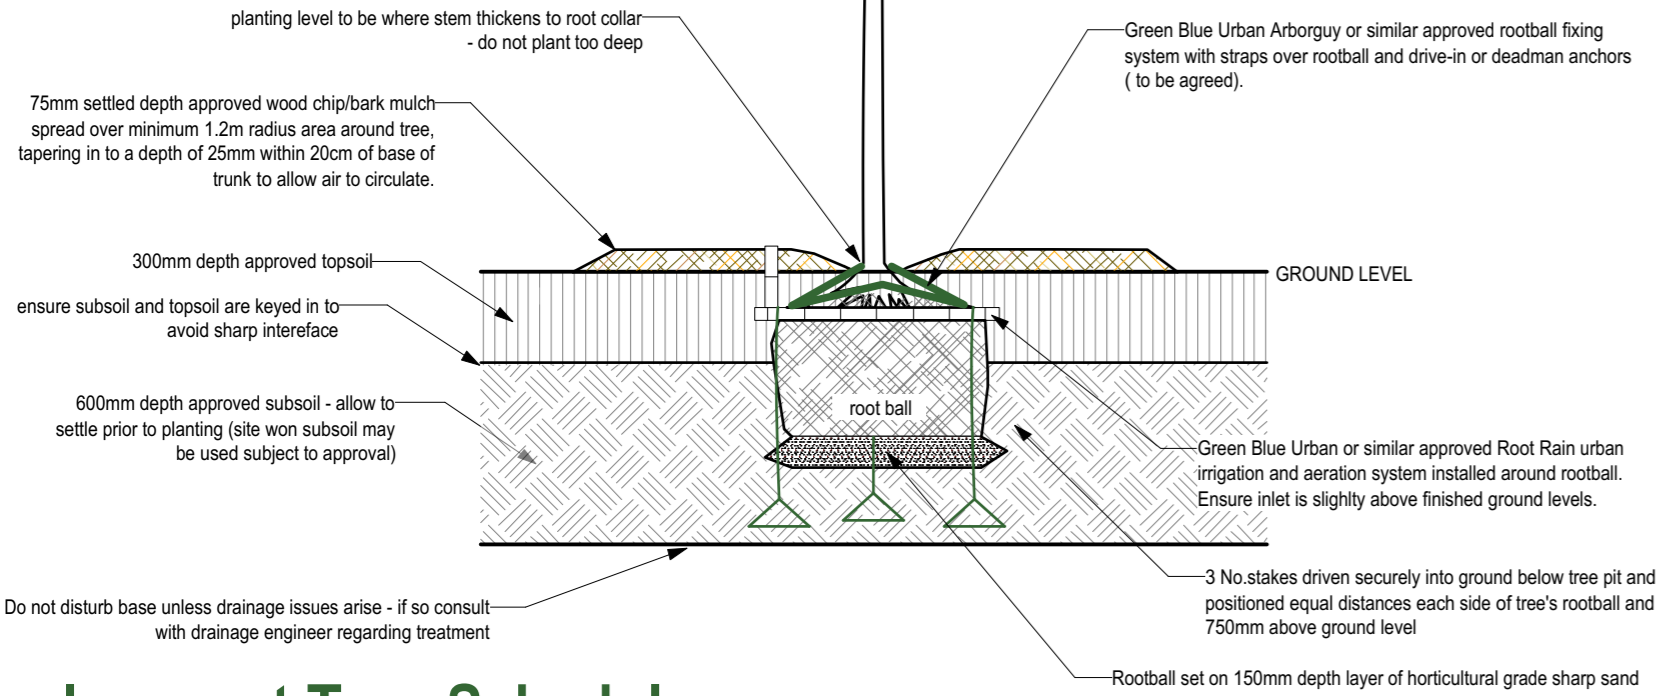 planting level to be where stem thickens to root collar
- do not plant too deep
Green Blue Urban Arborguy or similar approved rootball fixing
system with straps over rootball and drive-in or deadman anchors
( to be agreed).
75mm settled depth approved wood chip/bark mulch
spread over minimum 1.2m radius area around tree,
tapering in to a depth of 25mm within 20cm of base of
trunk to allow air to circulate.
300mm depth approved topsoil
GROUND LEVEL
ensure subsoil and topsoil are keyed in to
avoid sharp intereface
600mm depth approved subsoil - allow to
settle prior to planting (site won subsoil may
be used subject to approval)
root ball
Green Blue Urban or similar approved Root Rain urban
irrigation and aeration system installed around rootball.
Ensure inlet is slighlty above finished ground levels.
3 No.stakes driven securely into ground below tree pit and
positioned equal distances each side of tree's rootball and
750mm above ground level
Do not disturb base unless drainage issues arise - if so consult
with drainage engineer regarding treatment
Rootball set on 150mm depth layer of horticultural grade sharp sand